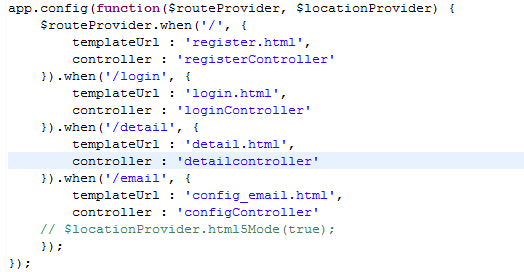 app.config(function($routeProvider, $locationProvider) {
    $routeProvider.when('/', {
        templateUrl : 'register.html',
        controller : 'registerController'
    }).when('/login', {
        templateUrl : 'login.html',
        controller : 'loginController'
    }).when('/detail', {
        templateUrl : 'detail.html',
        controller : 'detailcontroller'
    }).when('/email', {
        templateUrl : 'config_email.html',
        controller : 'configController'
    // $locationProvider.html5Mode(true);
    });
});